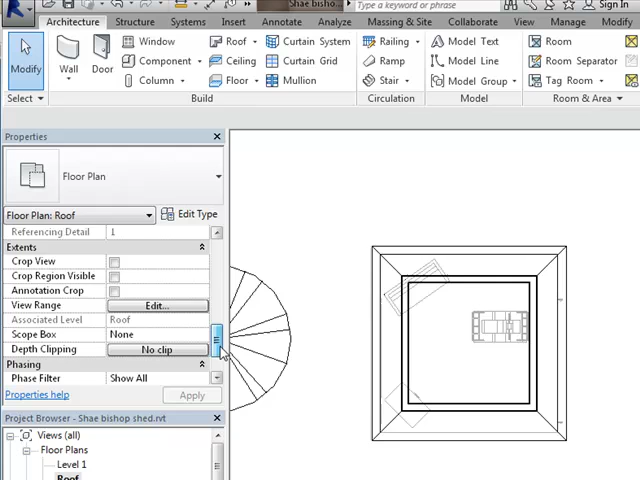 Shae bisho...
Type a keyword or phrase
Sign In
Architecture Structure Systems Insert Annotate Analyze Massing & Site Collaborate View Manage Modify
Modify
Wall
Door
Window
Component
Column
Roof
Ceiling
Floor
Curtain System
Curtain Grid
Mullion
Railing
Ramp
Stair
Model Text
Model Line
Model Group
Room
Room Separator
Tag Room
Select Build Circulation Model Room & Area
Properties
Floor Plan
Floor Plan: Roof Edit Type
Referencing Detail 1
Extents
Crop View
Crop Region Visible
Annotation Crop
View Range Edit...
Associated Level Roof
Scope Box None
Depth Clipping No clip
Phasing
Phase Filter Show All
Properties help Apply
Project Browser - Shae bishop shed.rvt
Views (all)
Floor Plans
Level 1
Roof